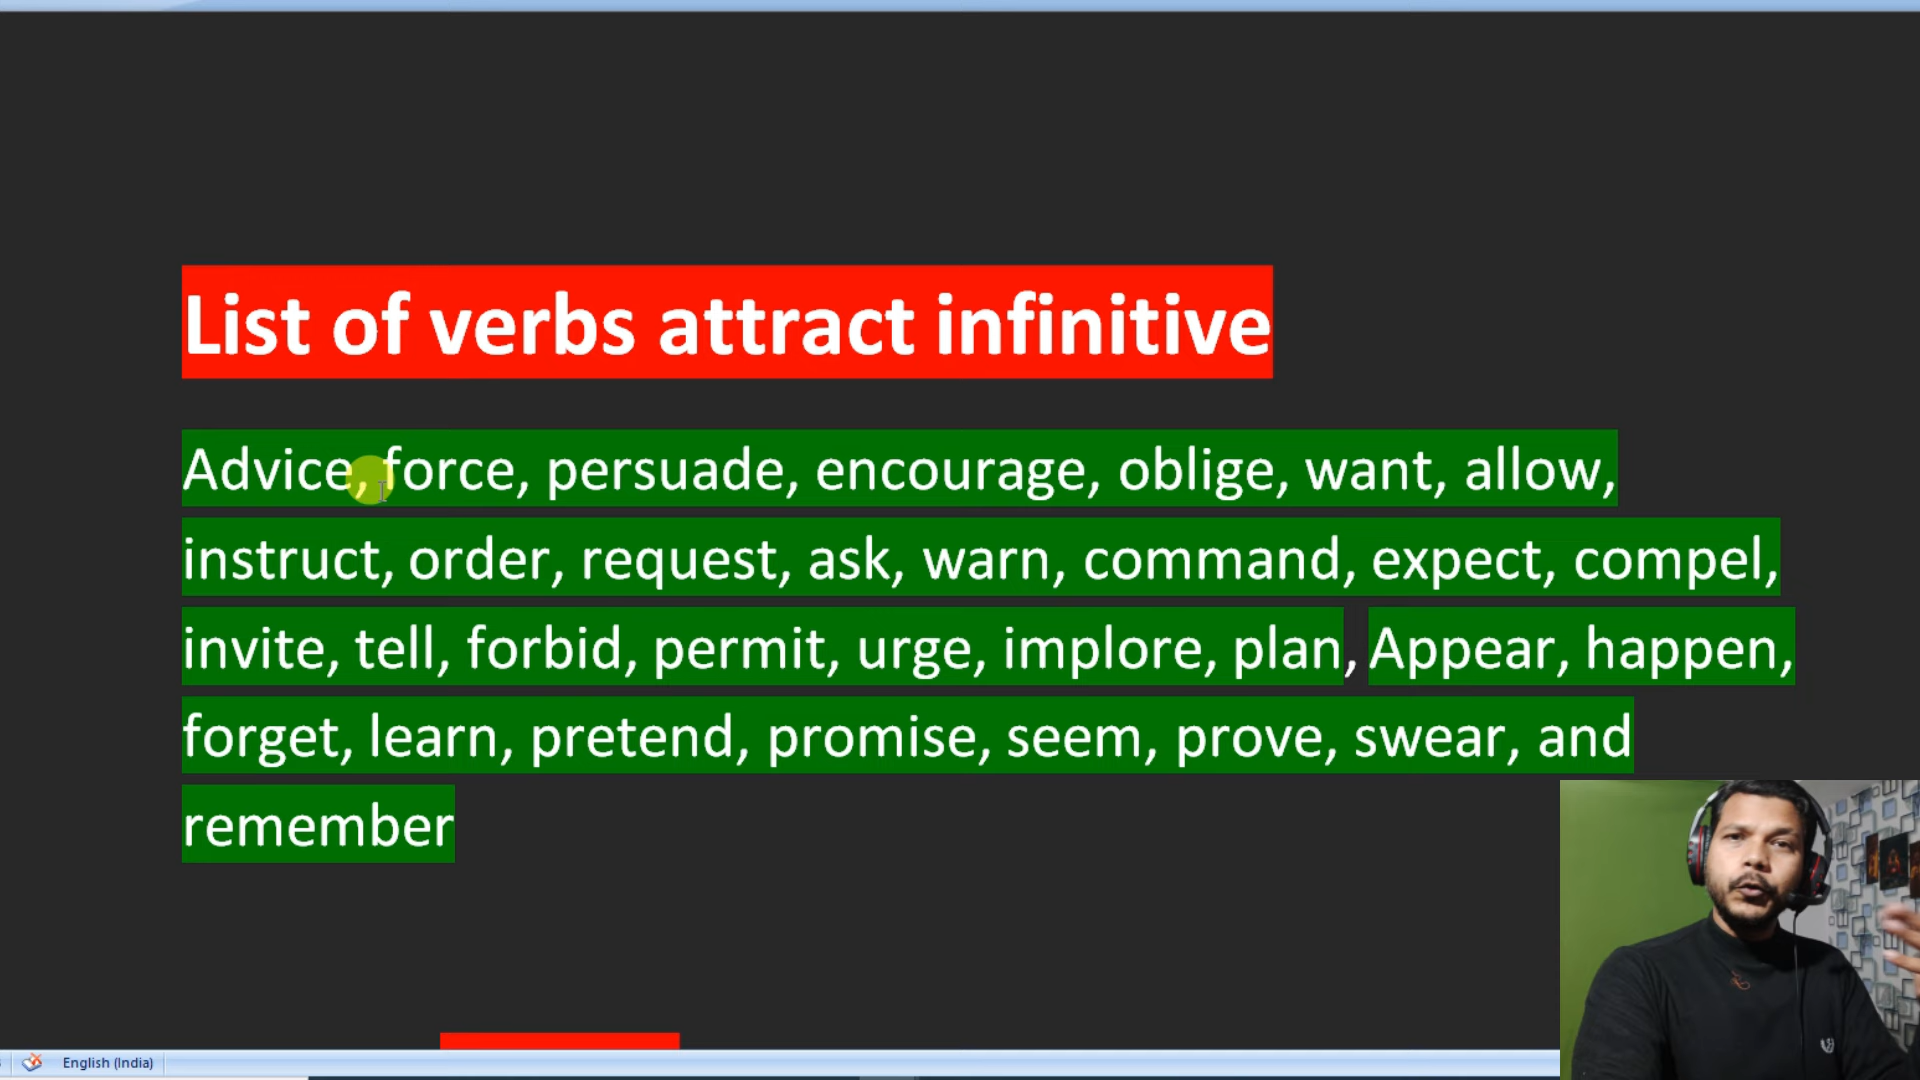 List of verbs attract infinitive
Advice, force, persuade, encourage, oblige, want, allow,
instruct, order, request, ask, warn, command, expect, compel,
invite, tell, forbid, permit, urge, implore, plan, Appear, happen,
forget, learn, pretend, promise, seem, prove, swear, and
remember
English (India)